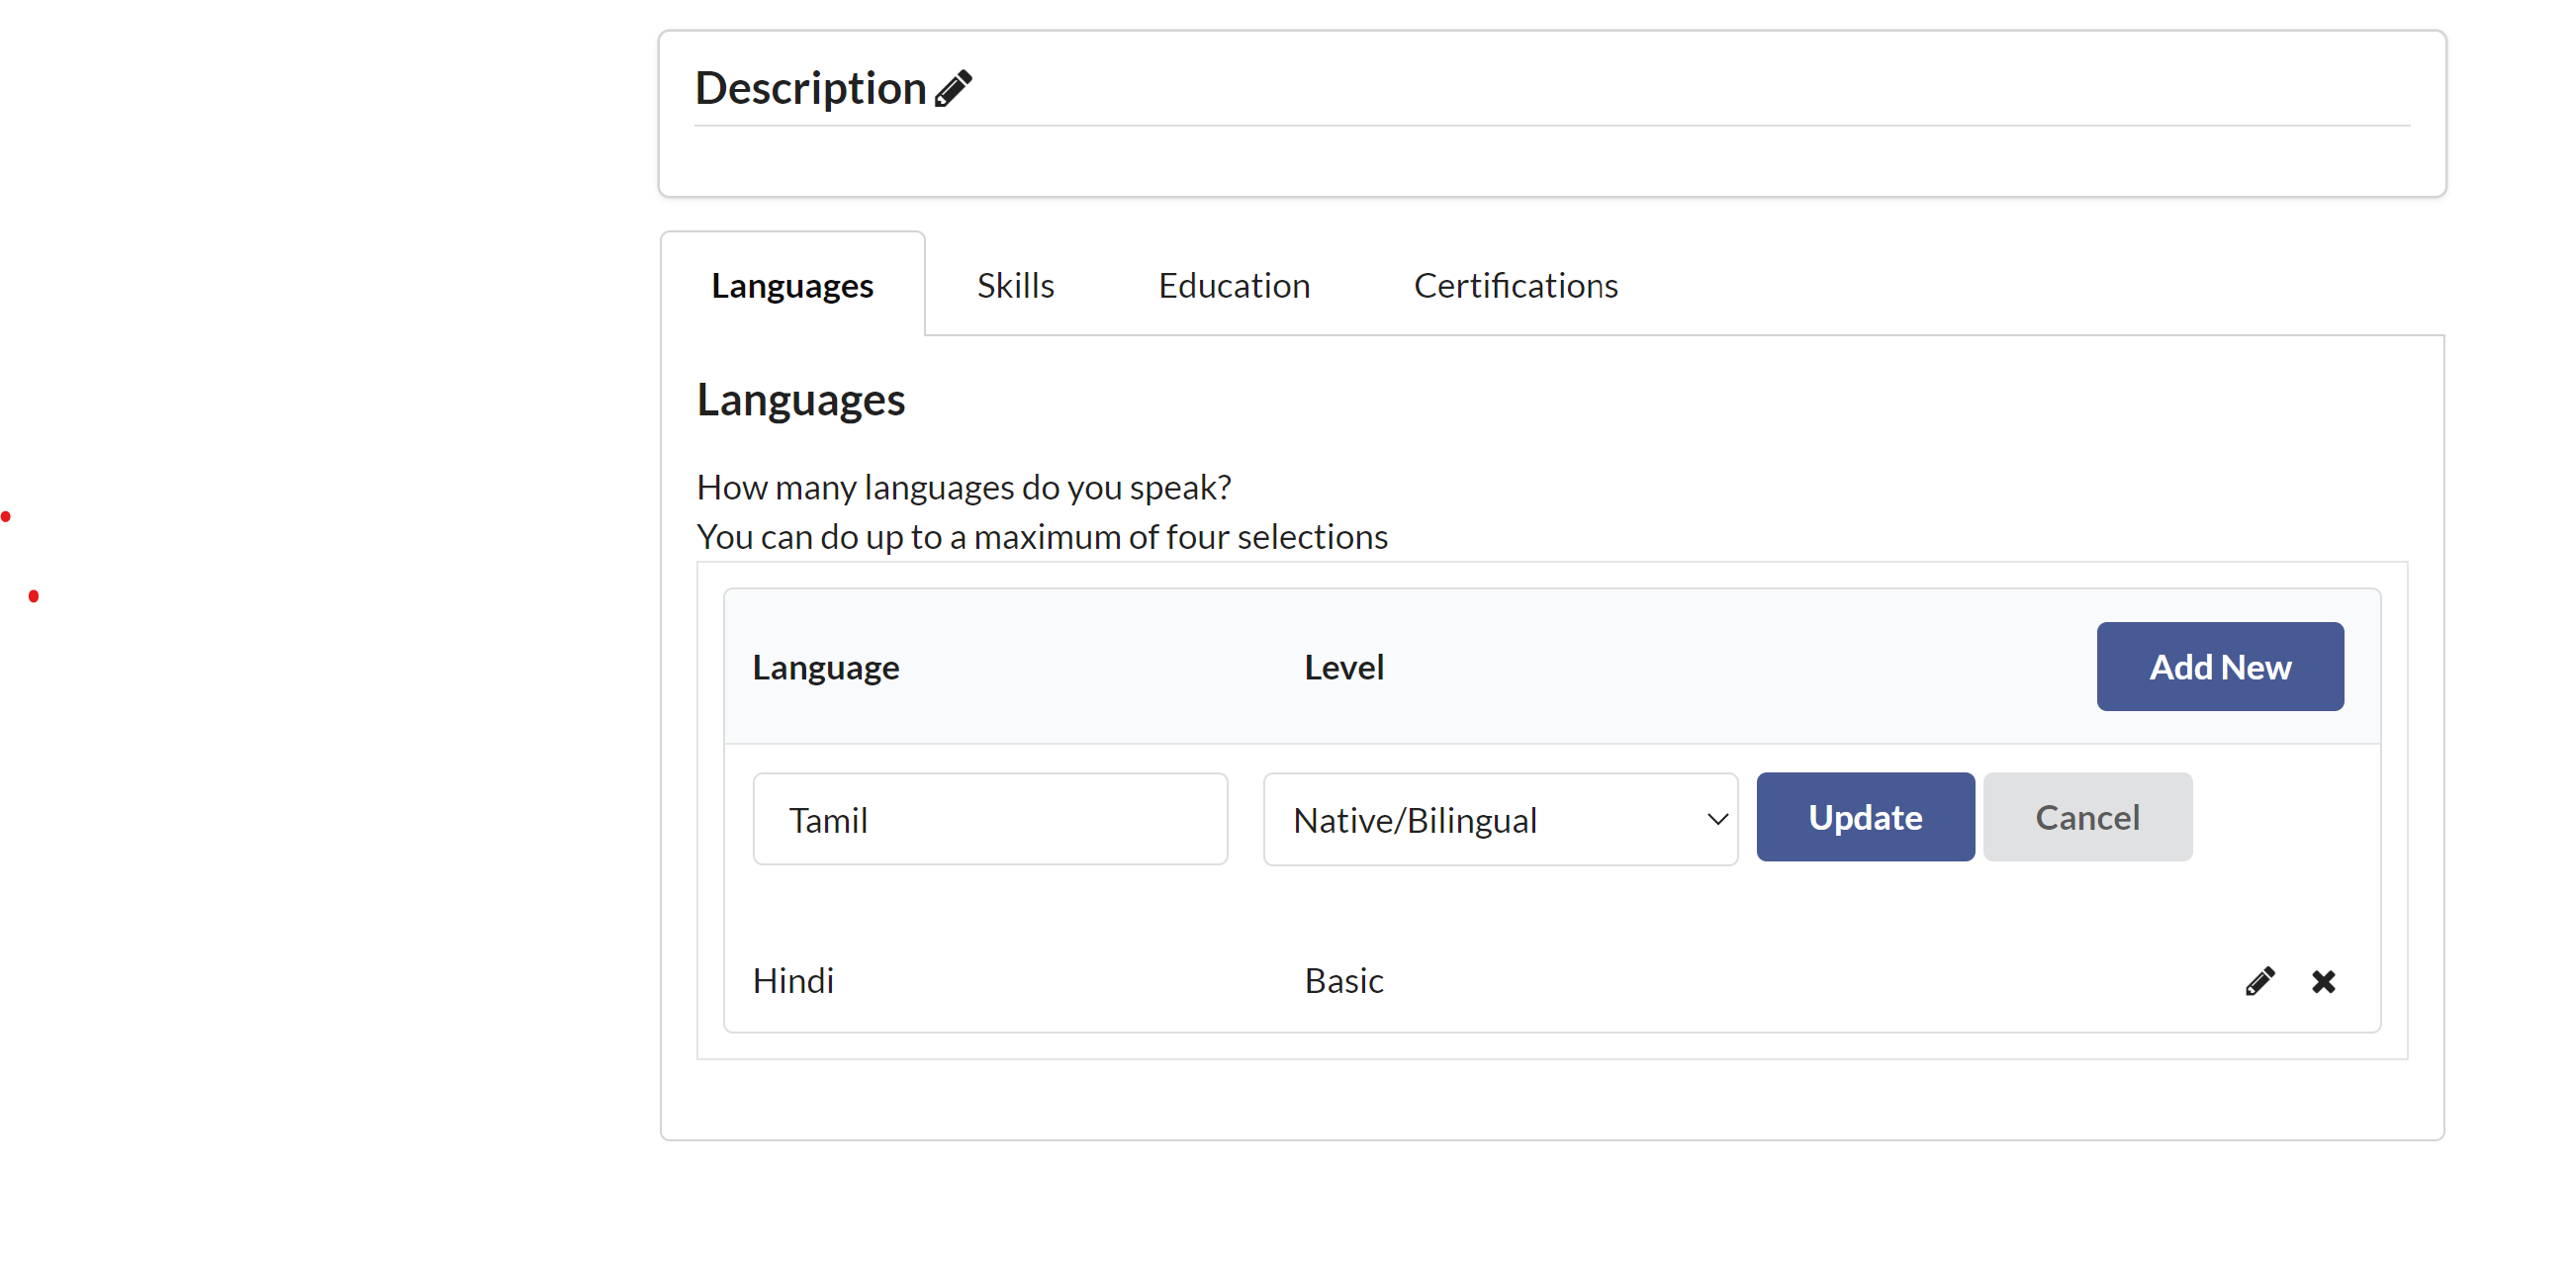 Description
Languages Skills Education Certifications
Languages
How many languages do you speak?
You can do up to a maximum of four selections
Language Level Add New
Tamil Native/Bilingual Update Cancel
Hindi Basic